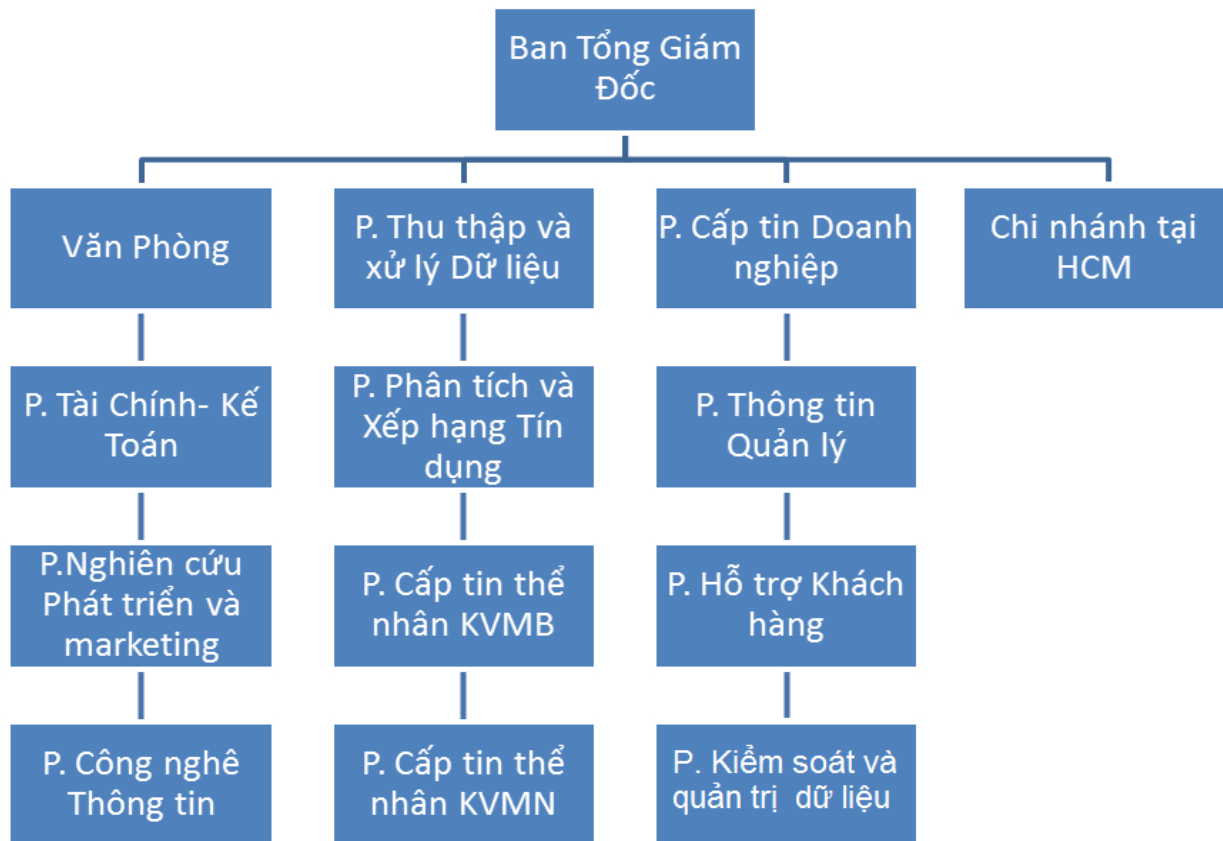 Ban Tổng Giám
Đốc
Văn Phòng
P. Thu thập và
xử lý Dữ liệu
P. Cấp tin Doanh
nghiệp
Chi nhánh tại
HCM
P. Tài Chính- Kế
Toán
P. Phân tích và
Xếp hạng Tín
dụng
P. Thông tin
Quản lý
P.Nghiên cứu
Phát triển và
marketing
P. Cấp tin thể
nhân KVMB
P. Hỗ trợ Khách
hàng
P. Công nghê
Thông tin
P. Cấp tin thể
nhân KVMN
P. Kiểm soát và
quản trị dữ liệu